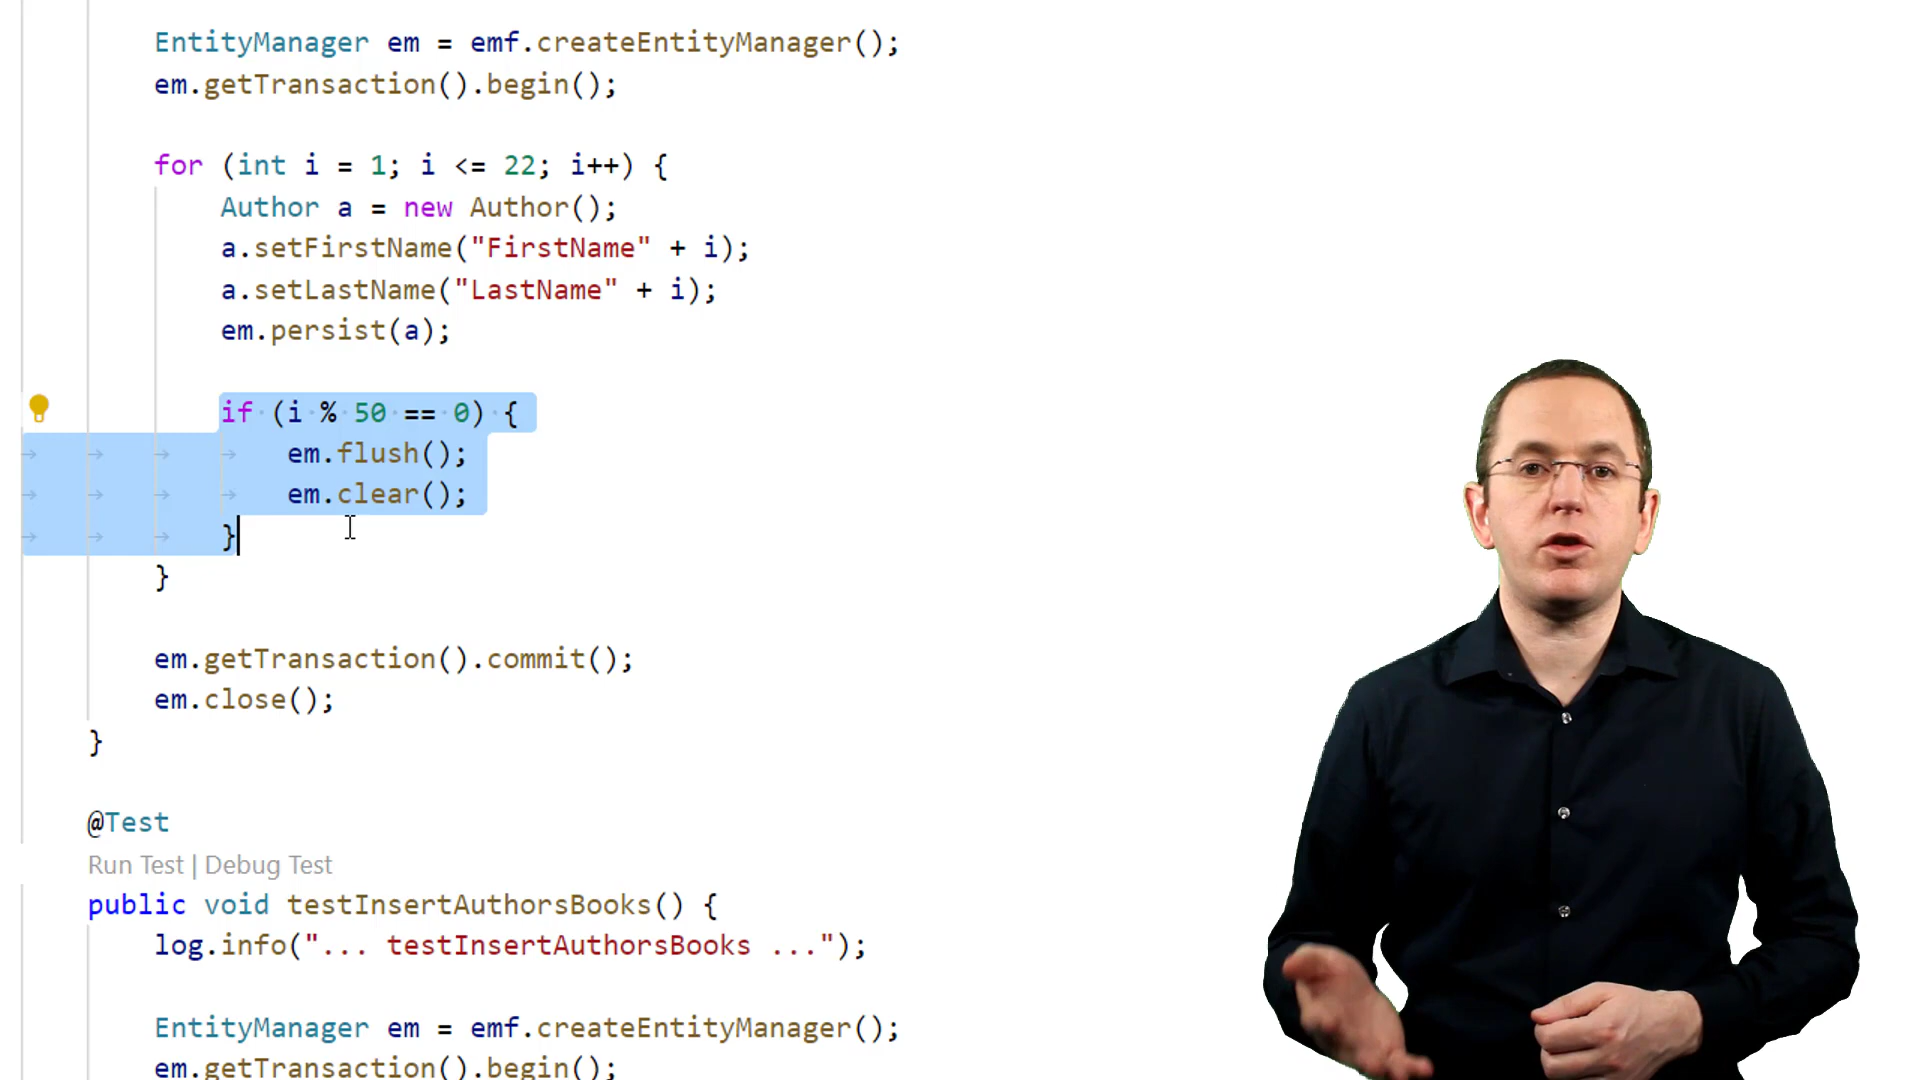 EntityManager em = emf.createEntityManager();
em.getTransaction().begin();
for (int i = 1; i <= 22; i++) {
Author a = new Author();
a.setFirstName("FirstName" + i);
a.setLastName("LastName" + i);
em.persist(a);
if (i % 50 == 0) {
em.flush();
em.clear();
}
}
em.getTransaction().commit();
em.close();
}
@Test
Run Test | Debug Test
public void testInsertAuthorsBooks() {
log.info("... testInsertAuthorsBooks ...");
EntityManager em = emf.createEntityManager();
em.getTransaction().begin();